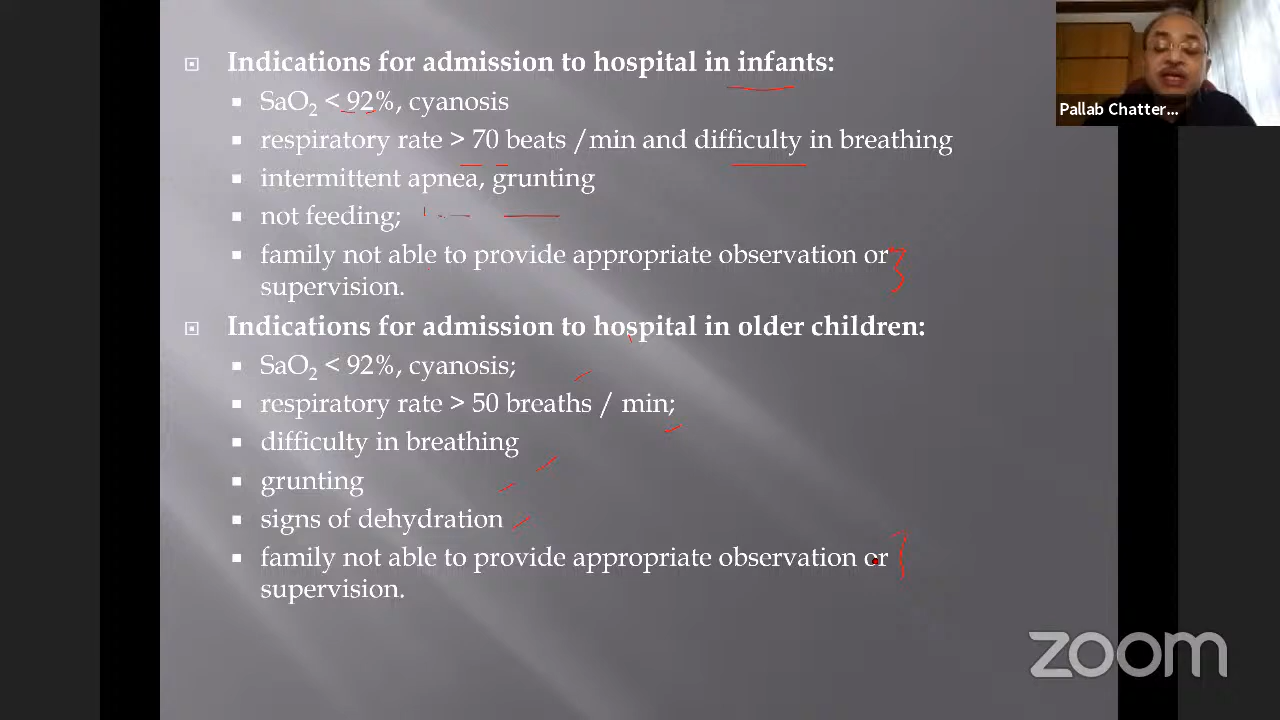 Indications for admission to hospital in infants:
SaO₂ < 92%, cyanosis
respiratory rate > 70 beats /min and difficulty in breathing
intermittent apnea, grunting
not feeding;
family not able to provide appropriate observation or
supervision.
Indications for admission to hospital in older children:
SaO₂ < 92%, cyanosis;
respiratory rate > 50 breaths / min;
difficulty in breathing
grunting
signs of dehydration
family not able to provide appropriate observation or
supervision.
Pallab Chatter...
zoom